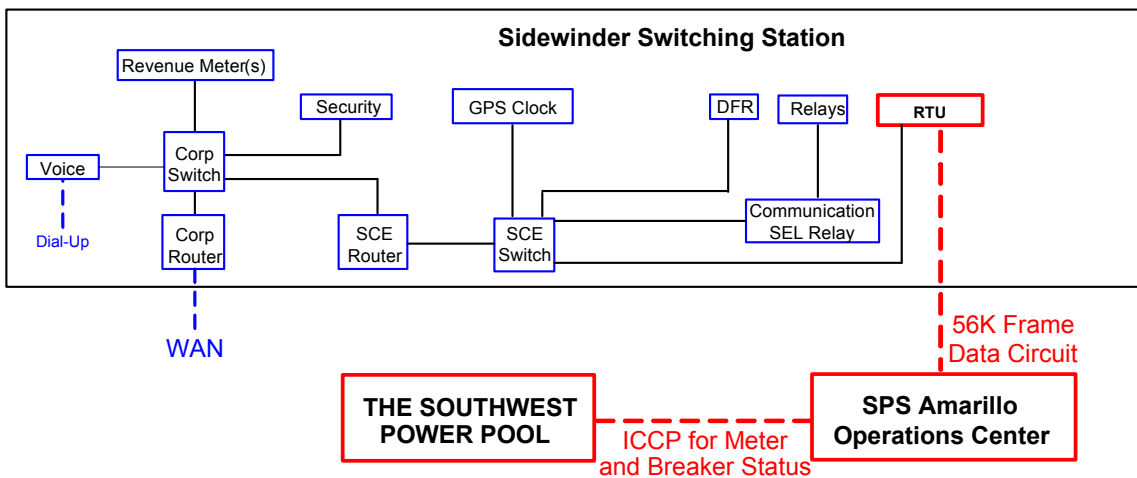 Sidewinder Switching Station
Revenue Meter(s)
Security
GPS Clock
DFR
Relays
RTU
Voice
Corp
Switch
Dial-Up
Corp
Router
SCE
Router
SCE
Switch
Communication
SEL Relay
WAN
56K Frame
Data Circuit
THE SOUTHWEST
POWER POOL
ICCP for Meter
and Breaker Status
SPS Amarillo
Operations Center